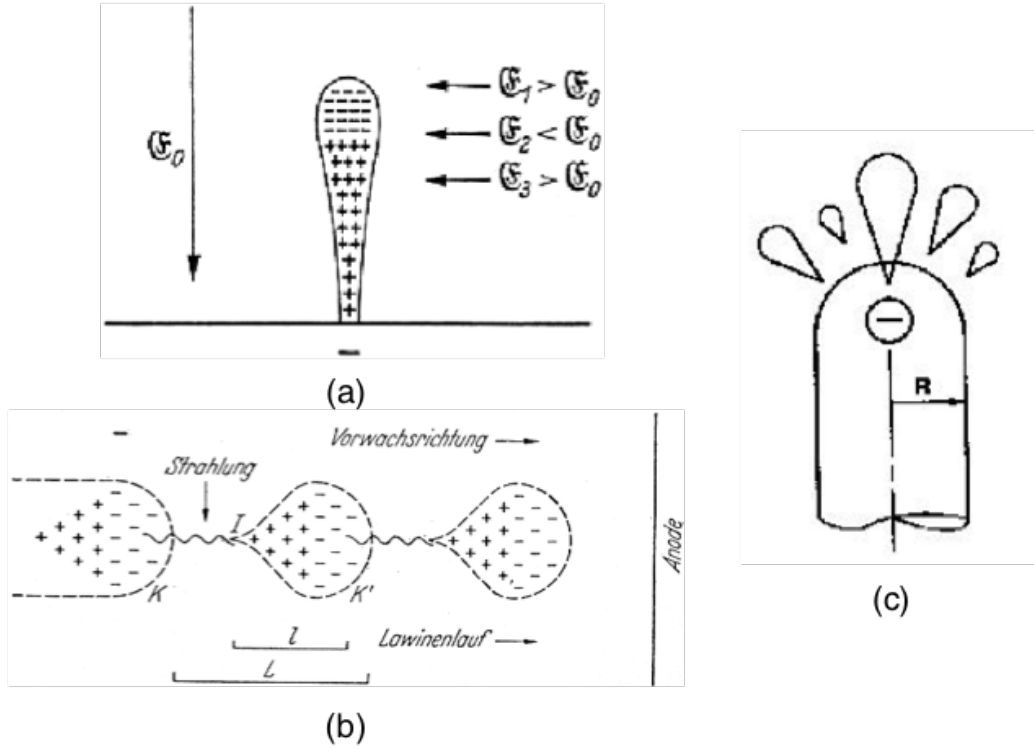 𝔈₀
𝔈₁ > 𝔈₀
𝔈₂ < 𝔈₀
𝔈₃ > 𝔈₀
−
(a)
−
Vorwachsrichtung
Strahlung
I
K
K'
Lawinenlauf
l
L
Anode
(b)
−
R
(c)